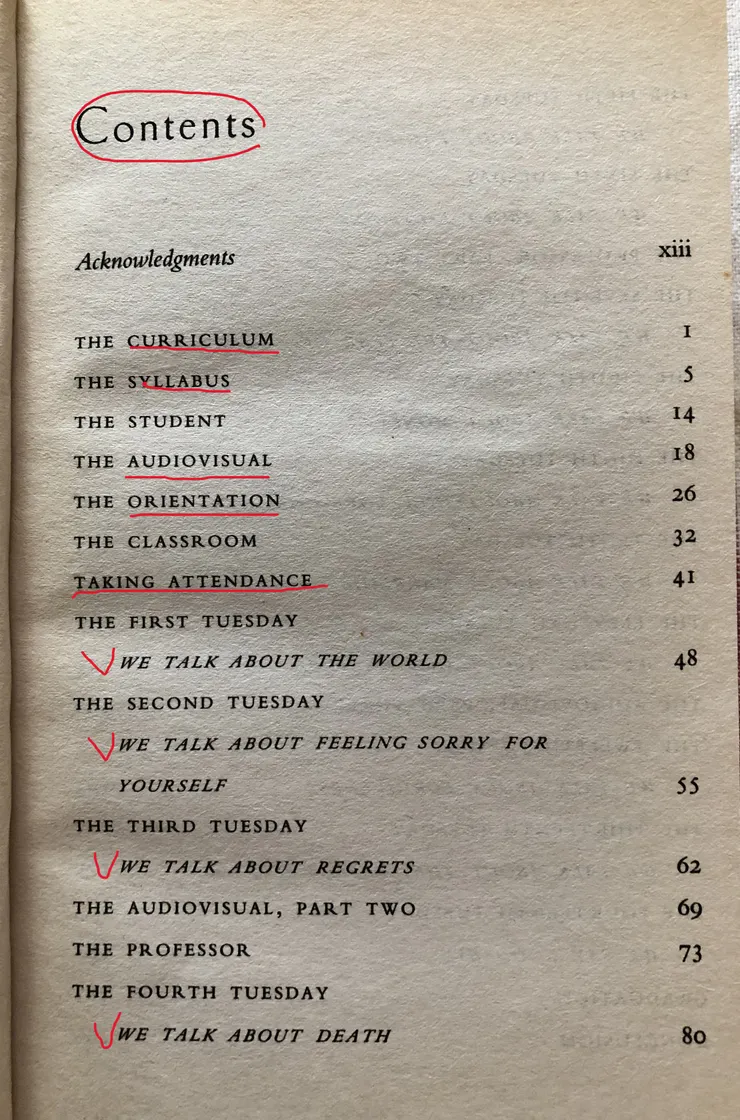 Contents
Acknowledgments xiii
THE CURRICULUM 1
THE SYLLABUS 5
THE STUDENT 14
THE AUDIOVISUAL 18
THE ORIENTATION 26
THE CLASSROOM 32
TAKING ATTENDANCE 41
THE FIRST TUESDAY
WE TALK ABOUT THE WORLD 48
THE SECOND TUESDAY
WE TALK ABOUT FEELING SORRY FOR
YOURSELF 55
THE THIRD TUESDAY
WE TALK ABOUT REGRETS 62
THE AUDIOVISUAL, PART TWO 69
THE PROFESSOR 73
THE FOURTH TUESDAY
WE TALK ABOUT DEATH 80